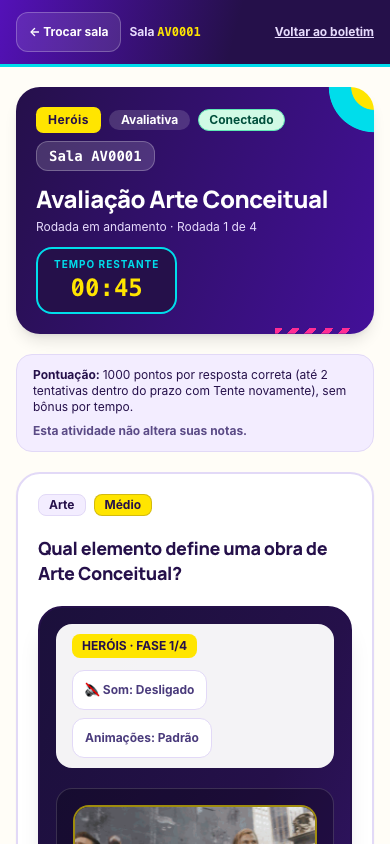 ← Trocar sala
Sala AV0001
Voltar ao boletim
Heróis
Avaliativa
Conectado
Sala AV0001
Avaliação Arte Conceitual
Rodada em andamento · Rodada 1 de 4
TEMPO RESTANTE
00:45
Pontuação: 1000 pontos por resposta correta (até 2
tentativas dentro do prazo com Tente novamente), sem
bônus por tempo.
Esta atividade não altera suas notas.
Arte
Médio
Qual elemento define uma obra de
Arte Conceitual?
HERÓIS · FASE 1/4
Som: Desligado
Animações: Padrão